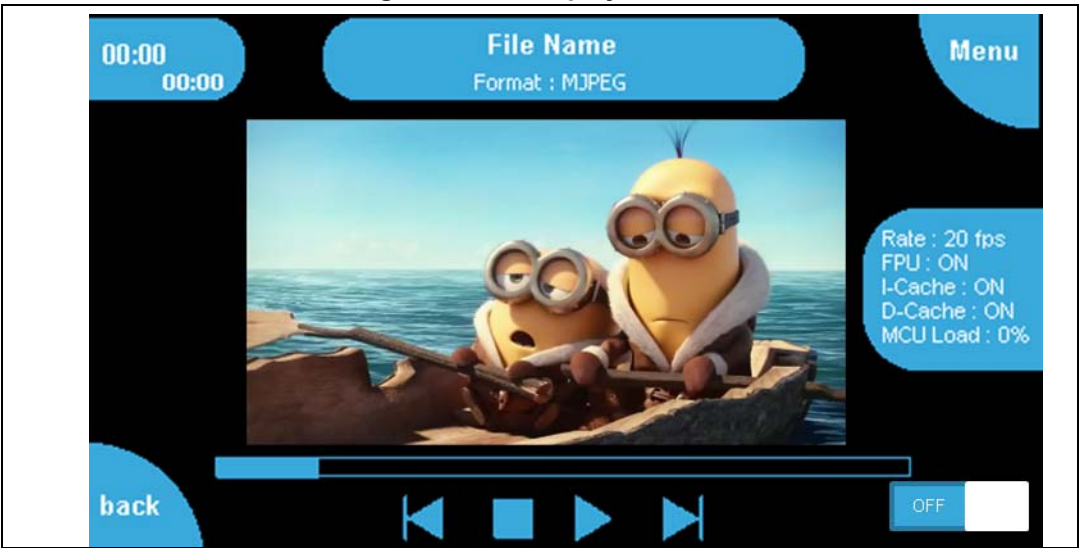 00:00
00:00
File Name
Format : MJPEG
Menu
Rate : 20 fps
FPU : ON
I-Cache : ON
D-Cache : ON
MCU Load : 0%
back
OFF